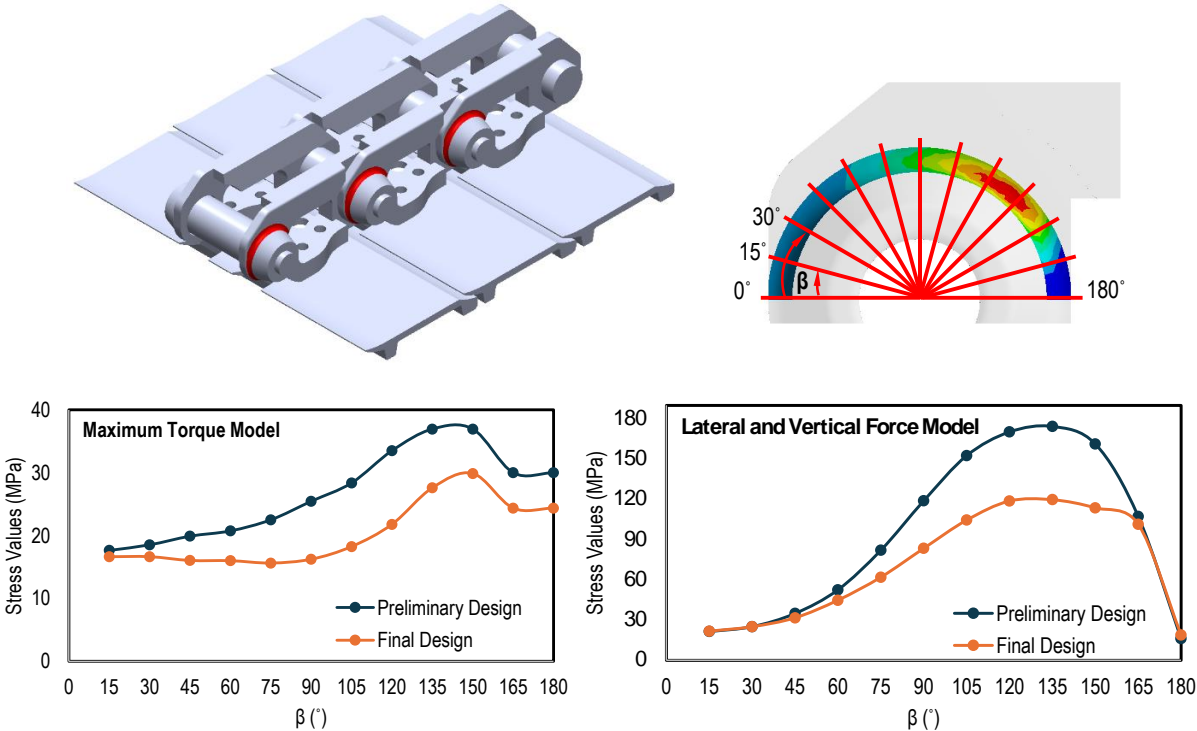 30°
15°
0°
β
180°
Maximum Torque Model
Stress Values (MPa)
40
30
20
10
0
Preliminary Design
Final Design
0 15 30 45 60 75 90 105 120 135 150 165 180
β (°)
Lateral and Vertical Force Model
Stress Values (MPa)
180
150
120
90
60
30
0
Preliminary Design
Final Design
0 15 30 45 60 75 90 105 120 135 150 165 180
β (°)